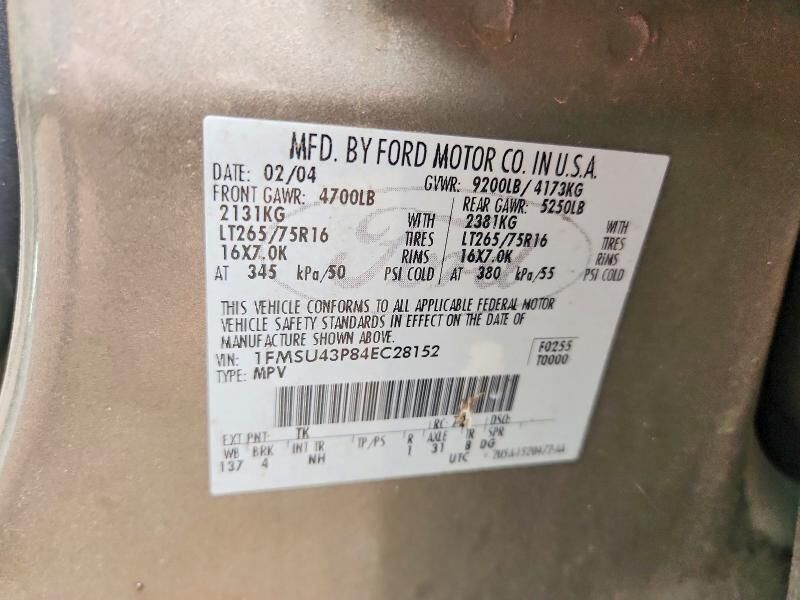 MFD. BY FORD MOTOR CO. IN U.S.A.
DATE: 02/04 GVWR: 9200LB/ 4173KG
FRONT GAWR: 4700LB REAR GAWR: 5250LB
2131KG WITH 2381KG WITH
LT265/75R16 TIRES LT265/75R16 TIRES
16X7.0K RIMS 16X7.0K RIMS
AT 345 kPa/50 PSI COLD AT 380 kPa/55 PSI COLD
THIS VEHICLE CONFORMS TO ALL APPLICABLE FEDERAL MOTOR
VEHICLE SAFETY STANDARDS IN EFFECT ON THE DATE OF
MANUFACTURE SHOWN ABOVE.
VIN: 1FMSU43P84EC28152 F0255
TYPE: MPV T0000
EXT PNT: TK RC: DSO:
WB BRK INT TR TP/PS R AXLE TR SPR
137 4 NH 1 31 B DG
UTC
Ford